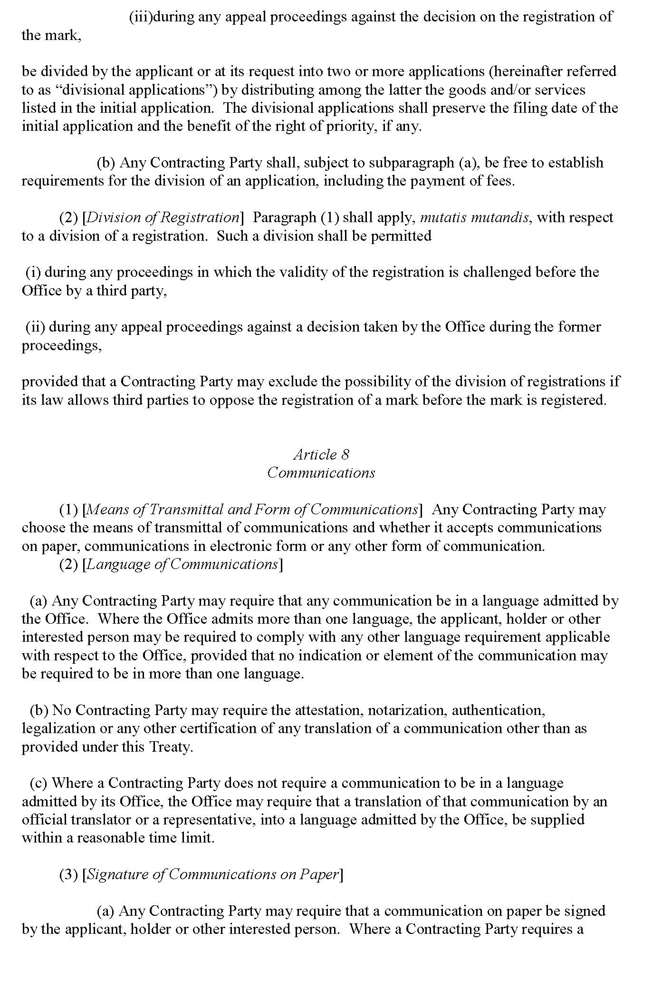 (iii)during any appeal proceedings against the decision on the registration of
the mark,
be divided by the applicant or at its request into two or more applications (hereinafter referred
to as “divisional applications”) by distributing among the latter the goods and/or services
listed in the initial application.  The divisional applications shall preserve the filing date of the
initial application and the benefit of the right of priority, if any.
(b) Any Contracting Party shall, subject to subparagraph (a), be free to establish
requirements for the division of an application, including the payment of fees.
(2) [Division of Registration]  Paragraph (1) shall apply, mutatis mutandis, with respect
to a division of a registration.  Such a division shall be permitted
(i) during any proceedings in which the validity of the registration is challenged before the
Office by a third party,
(ii) during any appeal proceedings against a decision taken by the Office during the former
proceedings,
provided that a Contracting Party may exclude the possibility of the division of registrations if
its law allows third parties to oppose the registration of a mark before the mark is registered.
Article 8
Communications
(1) [Means of Transmittal and Form of Communications]  Any Contracting Party may
choose the means of transmittal of communications and whether it accepts communications
on paper, communications in electronic form or any other form of communication.
(2) [Language of Communications]
(a) Any Contracting Party may require that any communication be in a language admitted by
the Office.  Where the Office admits more than one language, the applicant, holder or other
interested person may be required to comply with any other language requirement applicable
with respect to the Office, provided that no indication or element of the communication may
be required to be in more than one language.
(b) No Contracting Party may require the attestation, notarization, authentication,
legalization or any other certification of any translation of a communication other than as
provided under this Treaty.
(c) Where a Contracting Party does not require a communication to be in a language
admitted by its Office, the Office may require that a translation of that communication by an
official translator or a representative, into a language admitted by the Office, be supplied
within a reasonable time limit.
(3) [Signature of Communications on Paper]
(a) Any Contracting Party may require that a communication on paper be signed
by the applicant, holder or other interested person.  Where a Contracting Party requires a